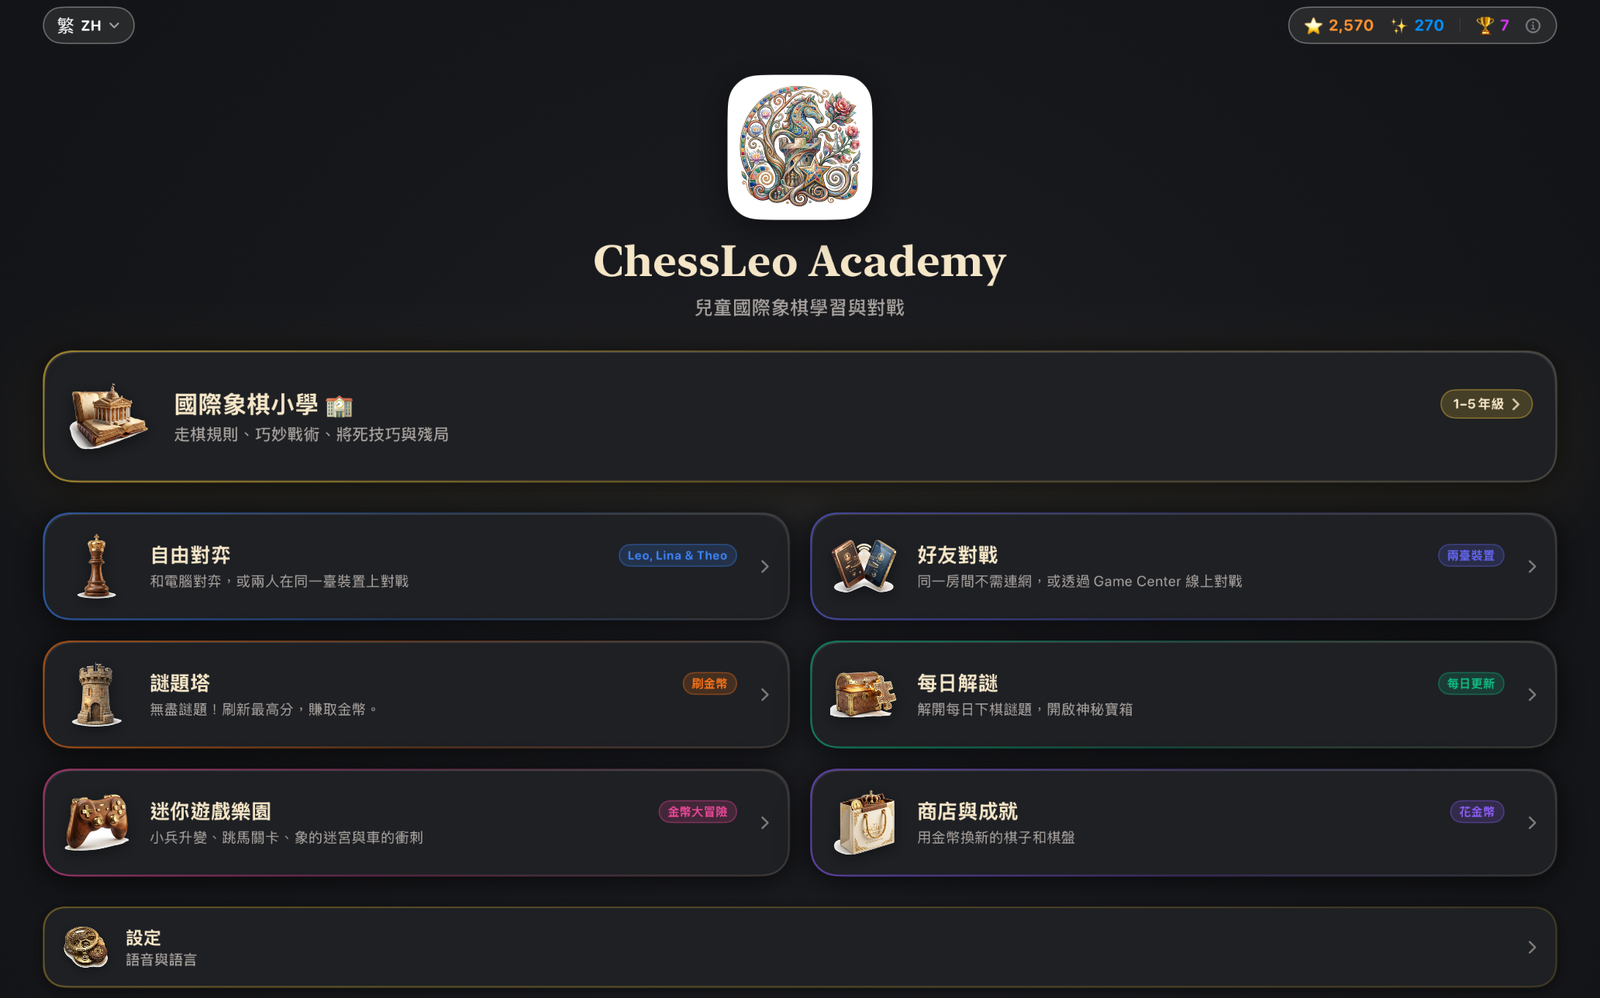 繁 ZH
2,570 270 7
ChessLeo Academy
兒童國際象棋學習與對戰
國際象棋小學
走棋規則、巧妙戰術、將死技巧與殘局
1–5 年級
自由對弈
和電腦對弈，或兩人在同一臺裝置上對戰
Leo, Lina & Theo
好友對戰
同一房間不需連網，或透過 Game Center 線上對戰
兩臺裝置
謎題塔
無盡謎題！刷新最高分，賺取金幣。
刷金幣
每日解謎
解開每日下棋謎題，開啟神秘寶箱
每日更新
迷你遊戲樂園
小兵升變、跳馬關卡、象的迷宮與車的衝刺
金幣大冒險
商店與成就
用金幣換新的棋子和棋盤
花金幣
設定
語音與語言